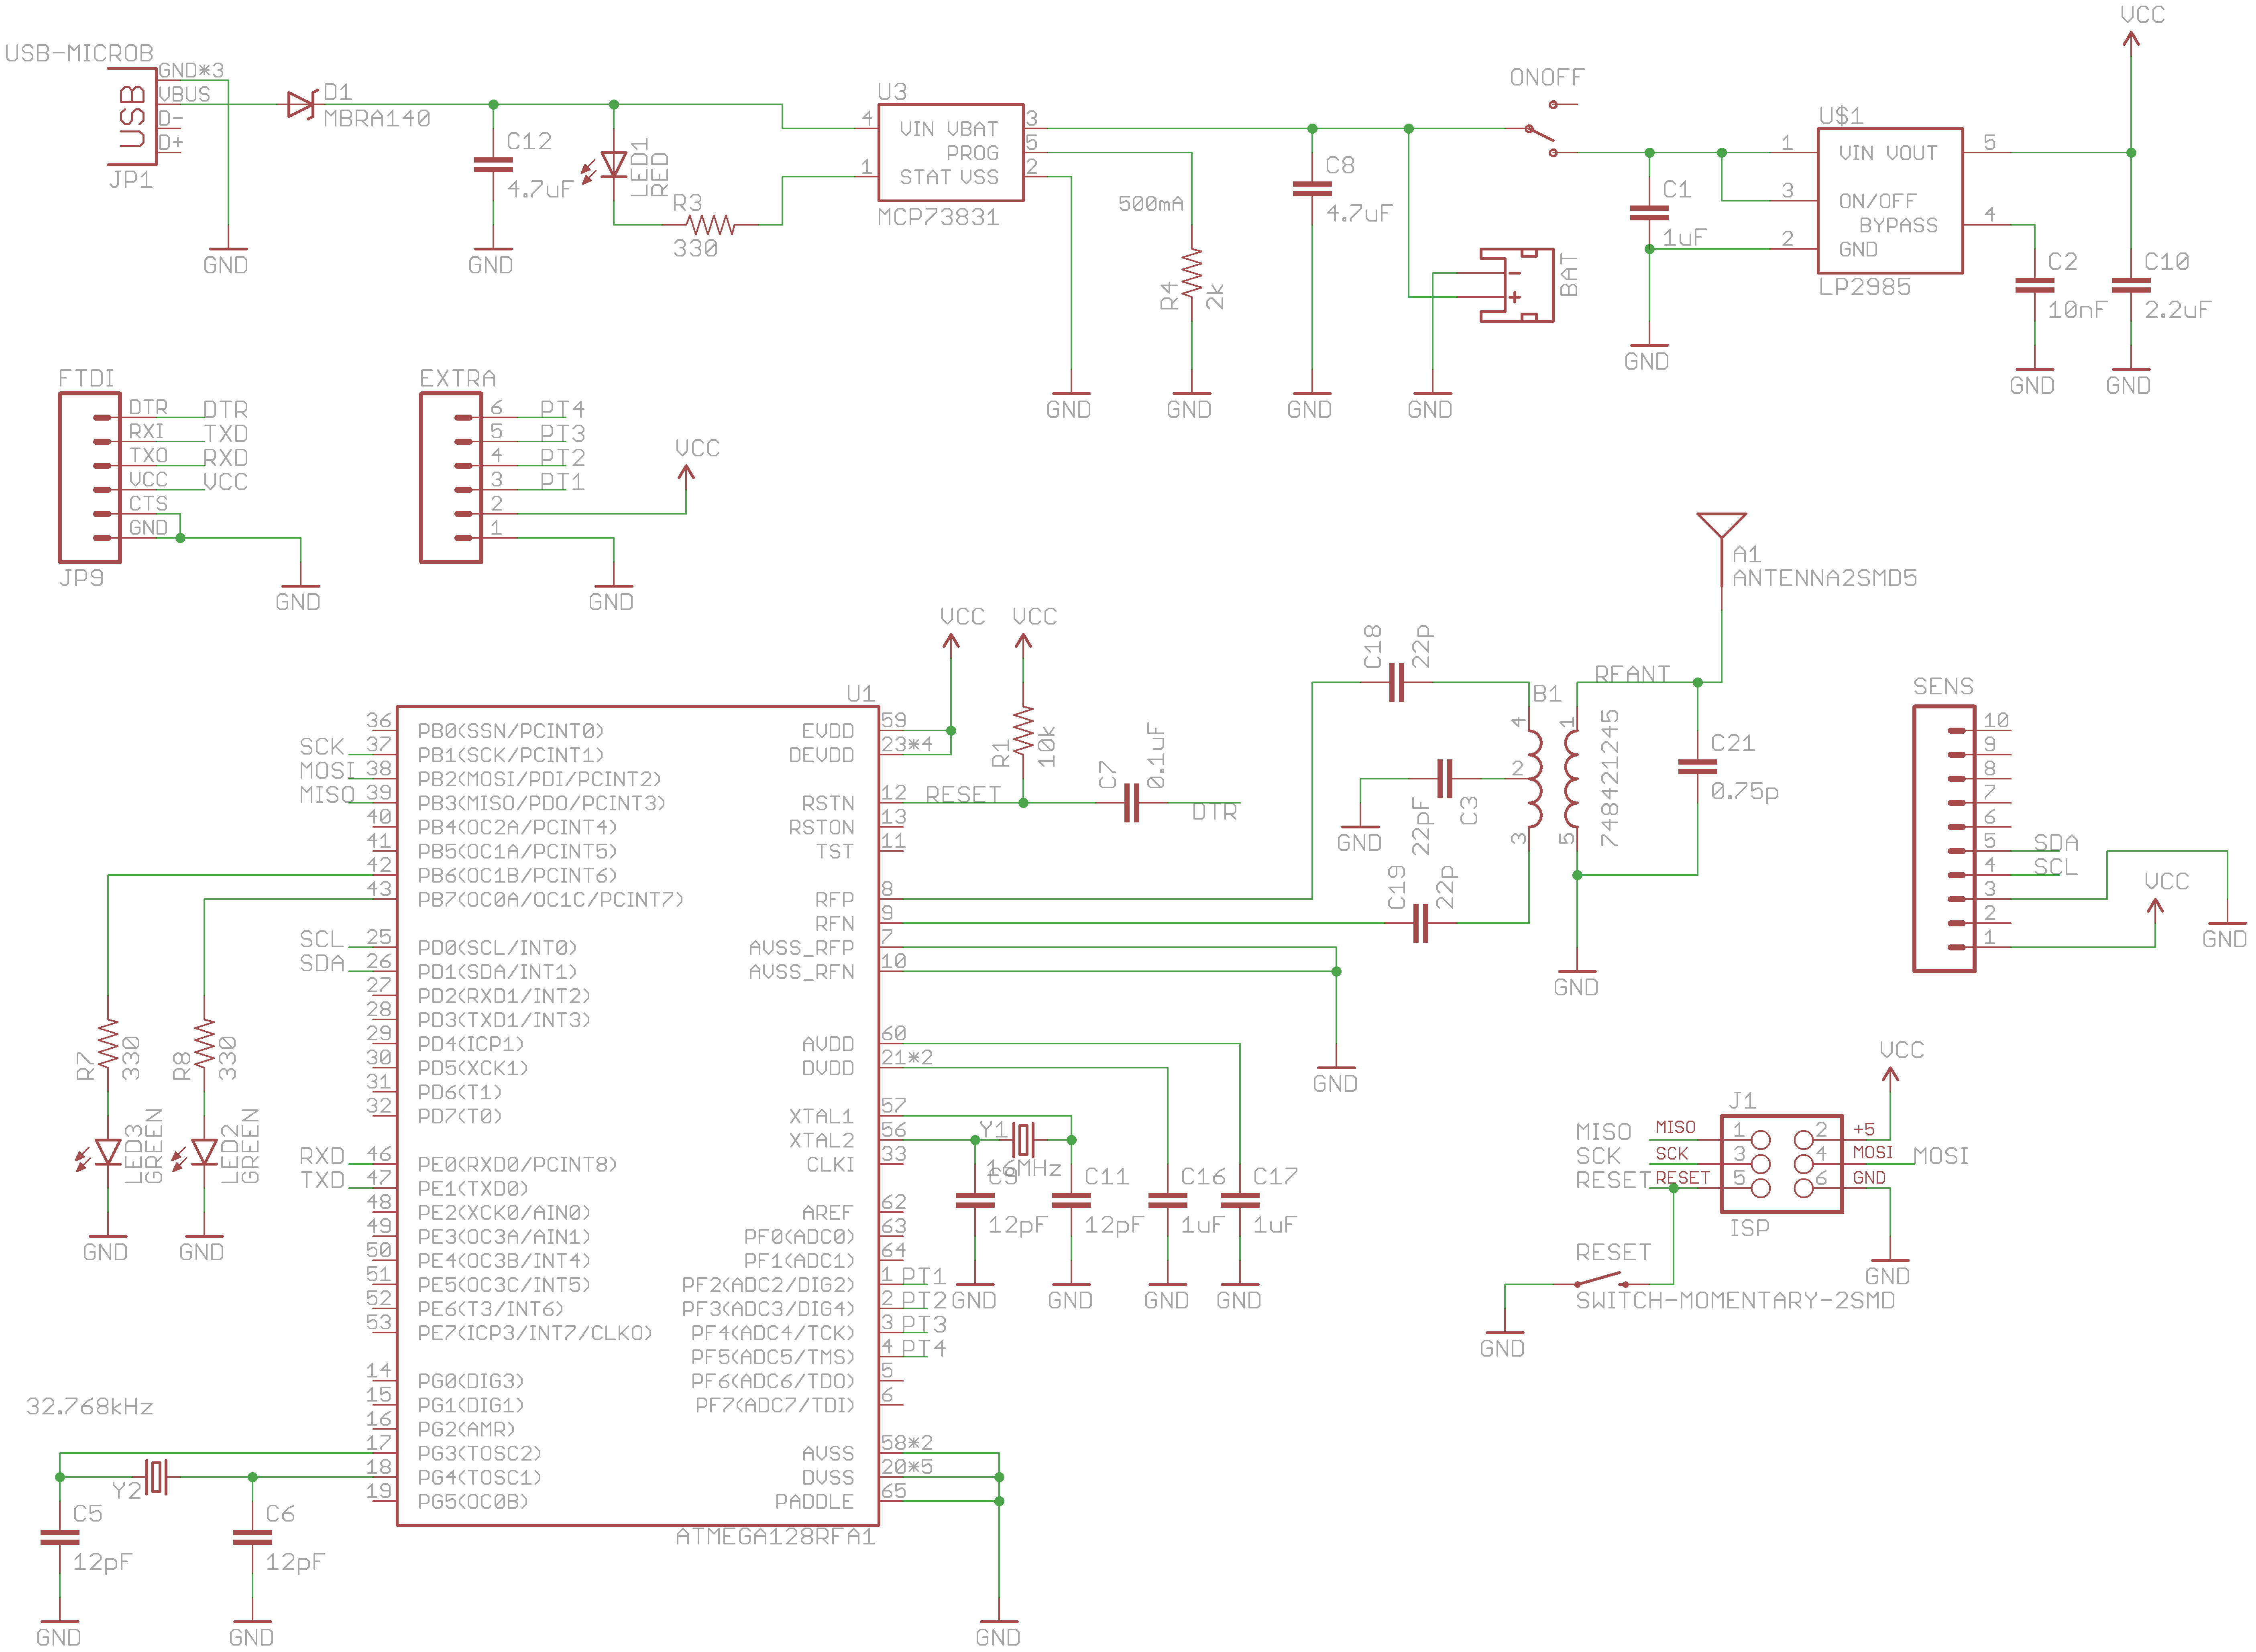 USB-MICROB
USB
GND*3
VBUS
D-
D+
JP1
GND
D1
MBRA140
C12
4.7uF
GND
LED1
RED
R3
330
U3
4
1
VIN VBAT
PROG
STAT VSS
3
5
2
MCP73831
GND
500mA
R4
2k
GND
C8
4.7uF
GND
ONOFF
BAT
GND
C1
1uF
GND
U$1
1
3
2
VIN VOUT
ON/OFF
BYPASS
GND
5
4
LP2985
VCC
C2
10nF
GND
C10
2.2uF
GND
FTDI
DTR DTR
RXI TXD
TXO RXD
VCC VCC
CTS
GND
JP9
GND
EXTRA
6 PI4
5 PI3
4 PI2
3 PI1
2
1
VCC
GND
A1
ANTENNA2SMD5
VCC
VCC
U1
36 PB0(SSN/PCINT0)
SCK 37 PB1(SCK/PCINT1)
MOSI 38 PB2(MOSI/PDI/PCINT2)
MISO 39 PB3(MISO/PDO/PCINT3)
40 PB4(OC2A/PCINT4)
41 PB5(OC1A/PCINT5)
42 PB6(OC1B/PCINT6)
43 PB7(OC0A/OC1C/PCINT7)
SCL 25 PD0(SCL/INT0)
SDA 26 PD1(SDA/INT1)
27 PD2(RXD1/INT2)
28 PD3(TXD1/INT3)
29 PD4(ICP1)
30 PD5(XCK1)
31 PD6(T1)
32 PD7(T0)
RXD 46 PE0(RXD0/PCINT8)
TXD 47 PE1(TXD0)
48 PE2(XCK0/AIN0)
49 PE3(OC3A/AIN1)
50 PE4(OC3B/INT4)
51 PE5(OC3C/INT5)
52 PE6(T3/INT6)
53 PE7(ICP3/INT7/CLKO)
14 PG0(DIG3)
15 PG1(DIG1)
16 PG2(AMR)
17 PG3(TOSC2)
18 PG4(TOSC1)
19 PG5(OC0B)
EVDD 59
DEVDD 23*4
RSTN 12 RESET
RSTON 13
TST 11
RFP 8
RFN 9
AVSS_RFP 7
AVSS_RFN 10
AVDD 60
DVDD 21*2
XTAL1 57
XTAL2 56
CLKI 33
AREF 62
PF0(ADC0) 63
PF1(ADC1) 64
PF2(ADC2/DIG2) 1 PI1
PF3(ADC3/DIG4) 2 PI2
PF4(ADC4/TCK) 3 PI3
PF5(ADC5/TMS) 4 PI4
PF6(ADC6/TDO) 5
PF7(ADC7/TDI) 6
AVSS 58*2
DVSS 20*5
PADDLE 65
ATMEGA128RFA1
GND
R1
10k
C7
0.1uF
DTR
C18
22P
GND
22pF
C3
C19
22P
B1
4
2
3
1
5
748421245
RFANT
C21
0.75p
GND
GND
Y1
16MHz
C9
12pF
GND
C11
12pF
GND
C16
1uF
GND
C17
1uF
GND
R7
330
R8
330
LED3
GREEN
LED2
GREEN
GND
GND
32.768kHz
Y2
C5
12pF
GND
C6
12pF
GND
SENS
10
9
8
7
6
5 SDA
4 SCL
3
2
1
VCC
GND
VCC
J1
MISO MISO 1 2 +5
SCK SCK 3 4 MOSI MOSI
RESET RESET 5 6 GND
ISP
GND
RESET
SWITCH-MOMENTARY-2SMD
GND